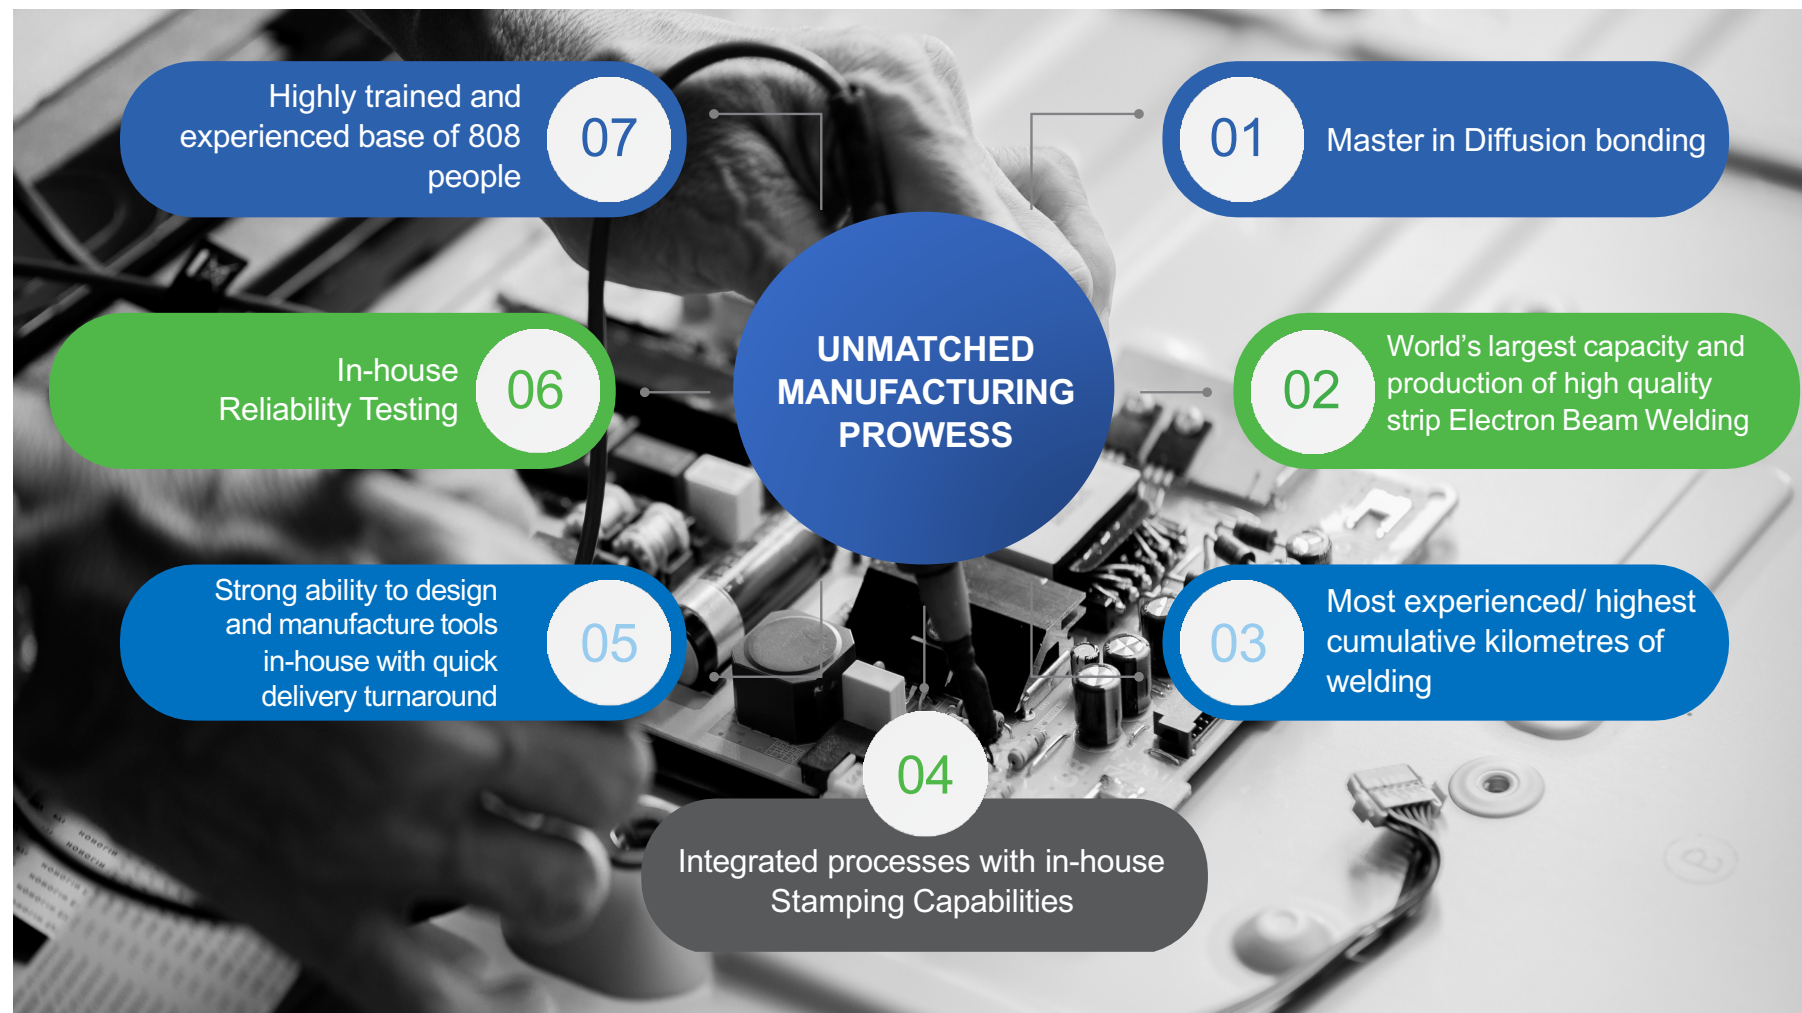 UNMATCHED
MANUFACTURING
PROWESS
01
Master in Diffusion bonding
02
World’s largest capacity and
production of high quality
strip Electron Beam Welding
03
Most experienced/ highest
cumulative kilometres of
welding
04
Integrated processes with in-house
Stamping Capabilities
05
Strong ability to design
and manufacture tools
in-house with quick
delivery turnaround
06
In-house
Reliability Testing
07
Highly trained and
experienced base of 808
people